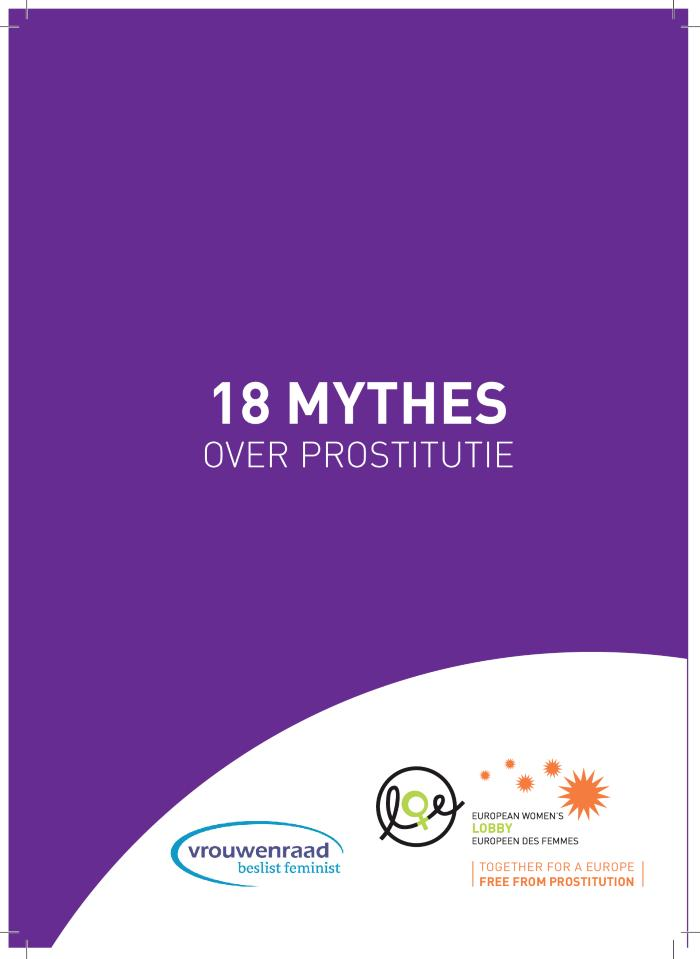 18 MYTHES
OVER PROSTITUTIE
vrouwenraad
beslist feminist
EUROPEAN WOMEN'S
LOBBY
EUROPEEN DES FEMMES
TOGETHER FOR A EUROPE
FREE FROM PROSTITUTION